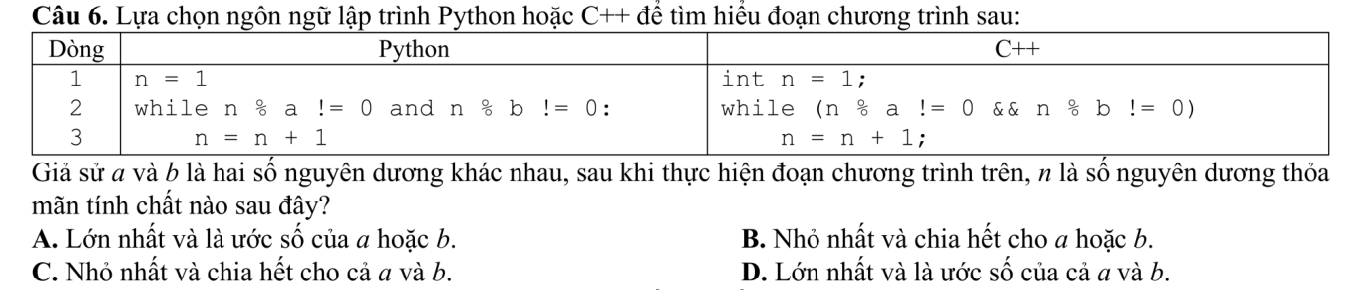 Câu 6. Lựa chọn ngôn ngữ lập trình Python hoặc C++ để tìm hiểu đoạn chương trình sau:
Dòng Python C++
1 n = 1 int n = 1;
2 while n % a != 0 and n % b != 0: while (n % a != 0 && n % b != 0)
3 n = n + 1 n = n + 1;
Giả sử a và b là hai số nguyên dương khác nhau, sau khi thực hiện đoạn chương trình trên, n là số nguyên dương thỏa
mãn tính chất nào sau đây?
A. Lớn nhất và là ước số của a hoặc b. B. Nhỏ nhất và chia hết cho a hoặc b.
C. Nhỏ nhất và chia hết cho cả a và b. D. Lớn nhất và là ước số của cả a và b.